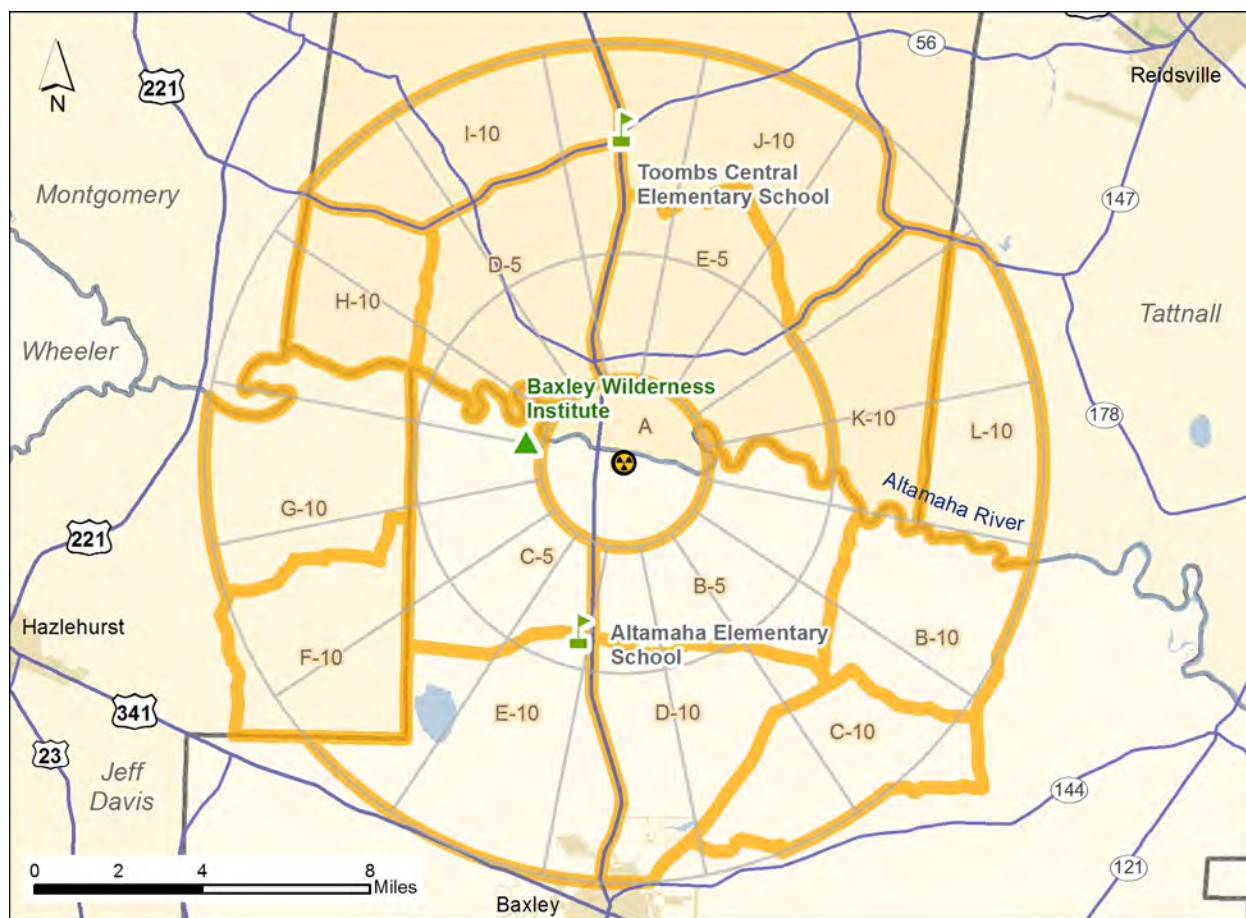 56
Reidsville
221
N
I-10
J-10
Toombs Central
Elementary School
Montgomery
147
D-5
E-5
H-10
Tattnall
Wheeler
Baxley Wilderness
Institute
A
K-10
L-10
178
Altamaha River
G-10
221
C-5
B-5
Hazlehurst
Altamaha Elementary
School
B-10
F-10
E-10
D-10
C-10
341
23
Jeff
Davis
144
121
0 2 4 8
Miles
Baxley